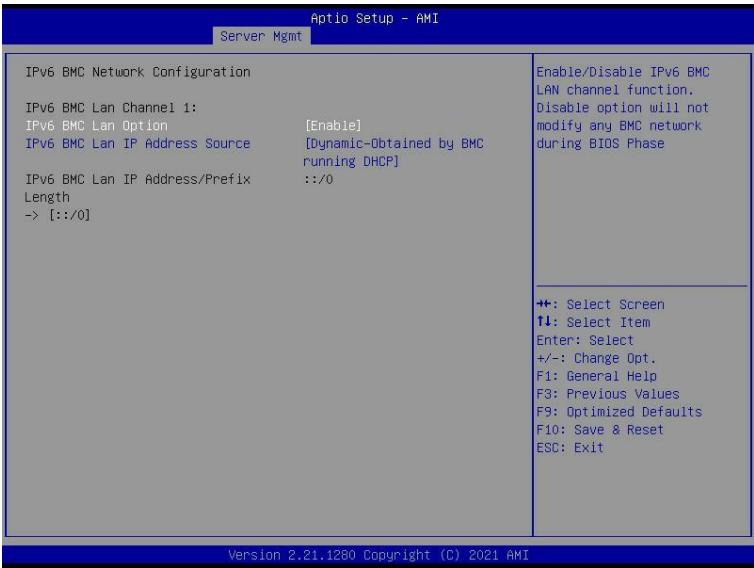 Aptio Setup - AMI
Server Mgmt
IPv6 BMC Network Configuration
IPv6 BMC Lan Channel 1:
IPv6 BMC Lan Option [Enable]
IPv6 BMC Lan IP Address Source [Dynamic-Obtained by BMC
running DHCP]
IPv6 BMC Lan IP Address/Prefix ::/0
Length
-> [::/0]
Enable/Disable IPv6 BMC
LAN channel function.
Disable option will not
modify any BMC network
during BIOS Phase
→←: Select Screen
↑↓: Select Item
Enter: Select
+/-: Change Opt.
F1: General Help
F3: Previous Values
F9: Optimized Defaults
F10: Save & Reset
ESC: Exit
Version 2.21.1280 Copyright (C) 2021 AMI